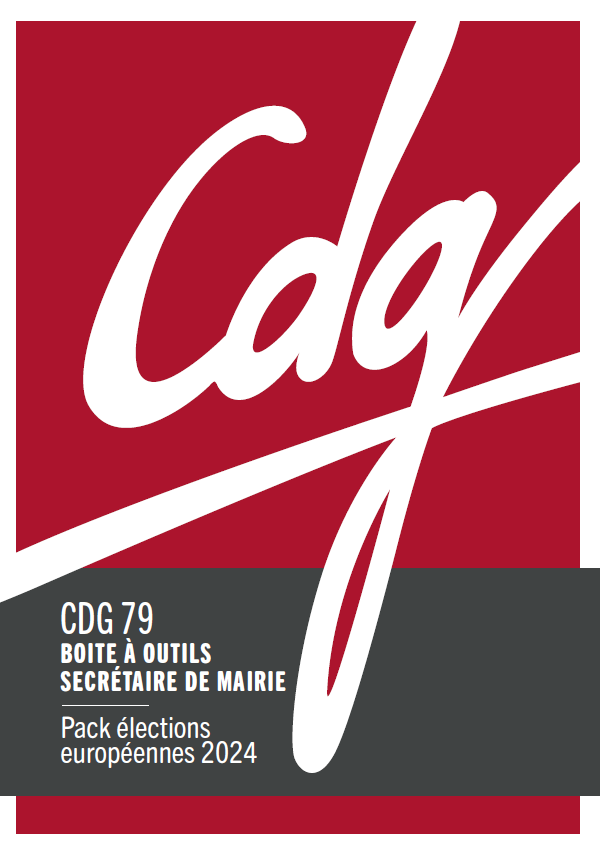 Cdg
CDG 79
BOITE À OUTILS
SECRÉTAIRE DE MAIRIE
Pack élections
européennes 2024